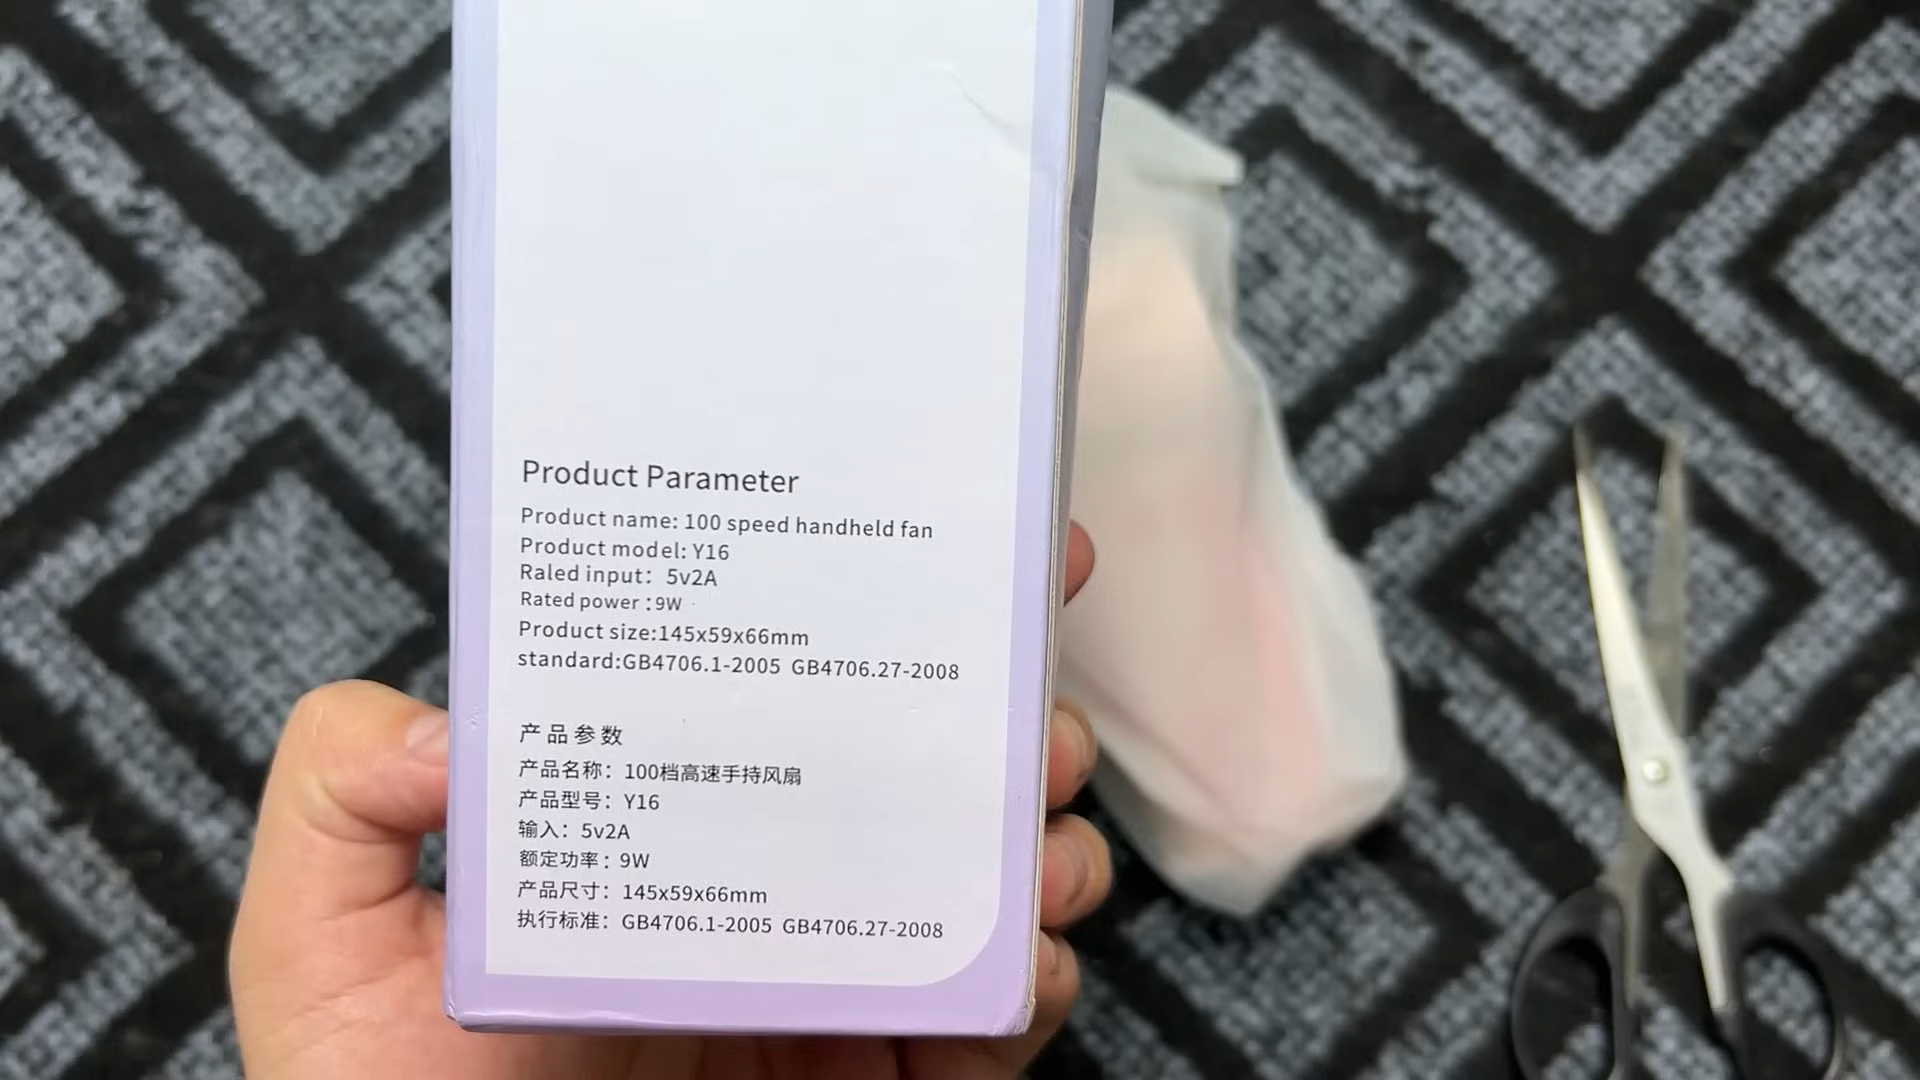 Product Parameter
Product name: 100 speed handheld fan
Product model: Y16
Raled input: 5v2A
Rated power :9W
Product size:145x59x66mm
standard:GB4706.1-2005 GB4706.27-2008
产品参数
产品名称：100档高速手持风扇
产品型号：Y16
输入：5v2A
额定功率：9W
产品尺寸：145x59x66mm
执行标准：GB4706.1-2005 GB4706.27-2008